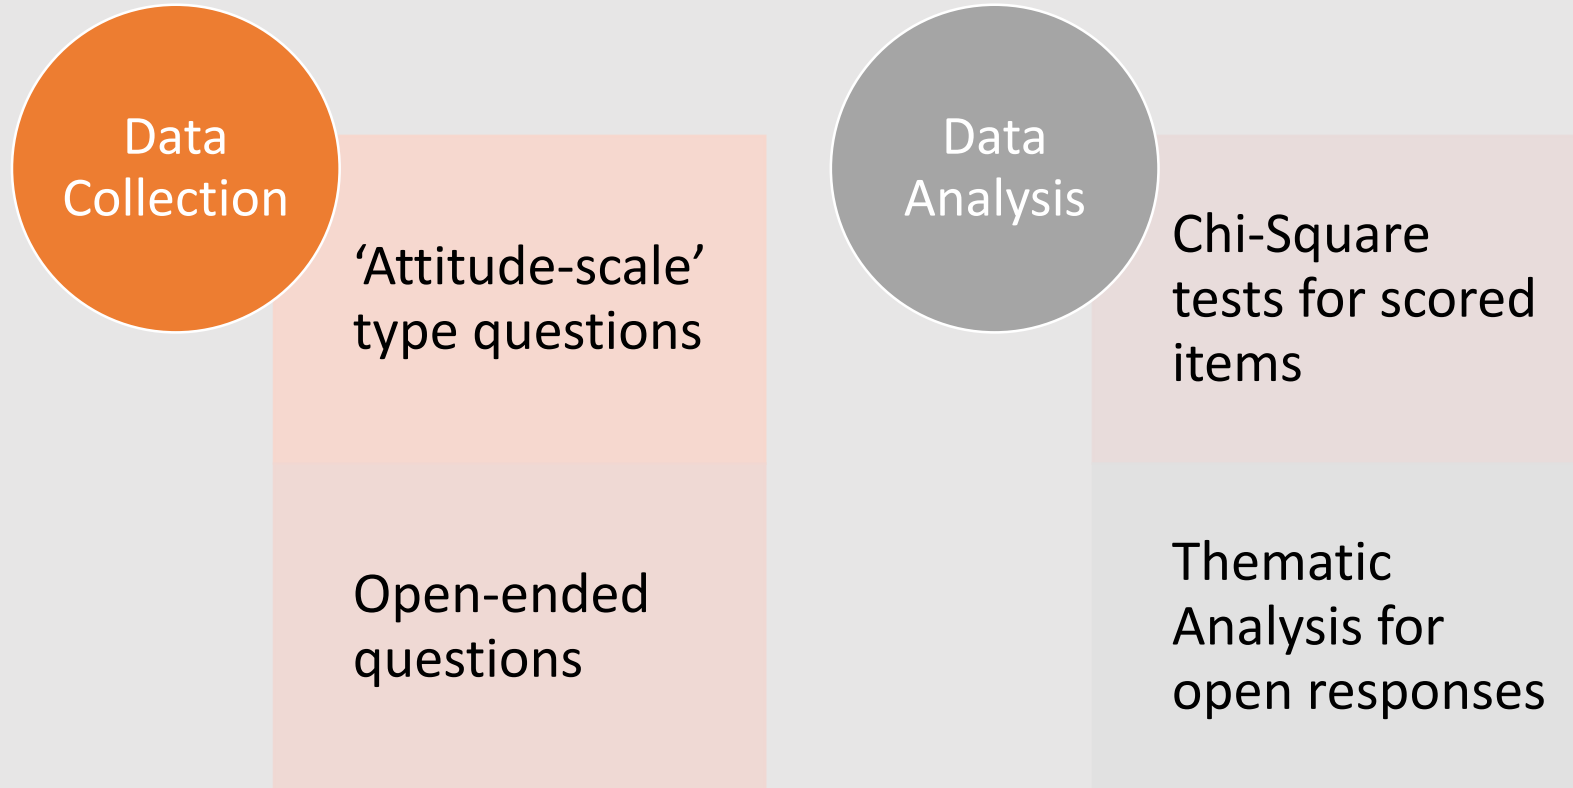 Data
Collection
‘Attitude-scale’
type questions
Open-ended
questions
Data
Analysis
Chi-Square
tests for scored
items
Thematic
Analysis for
open responses